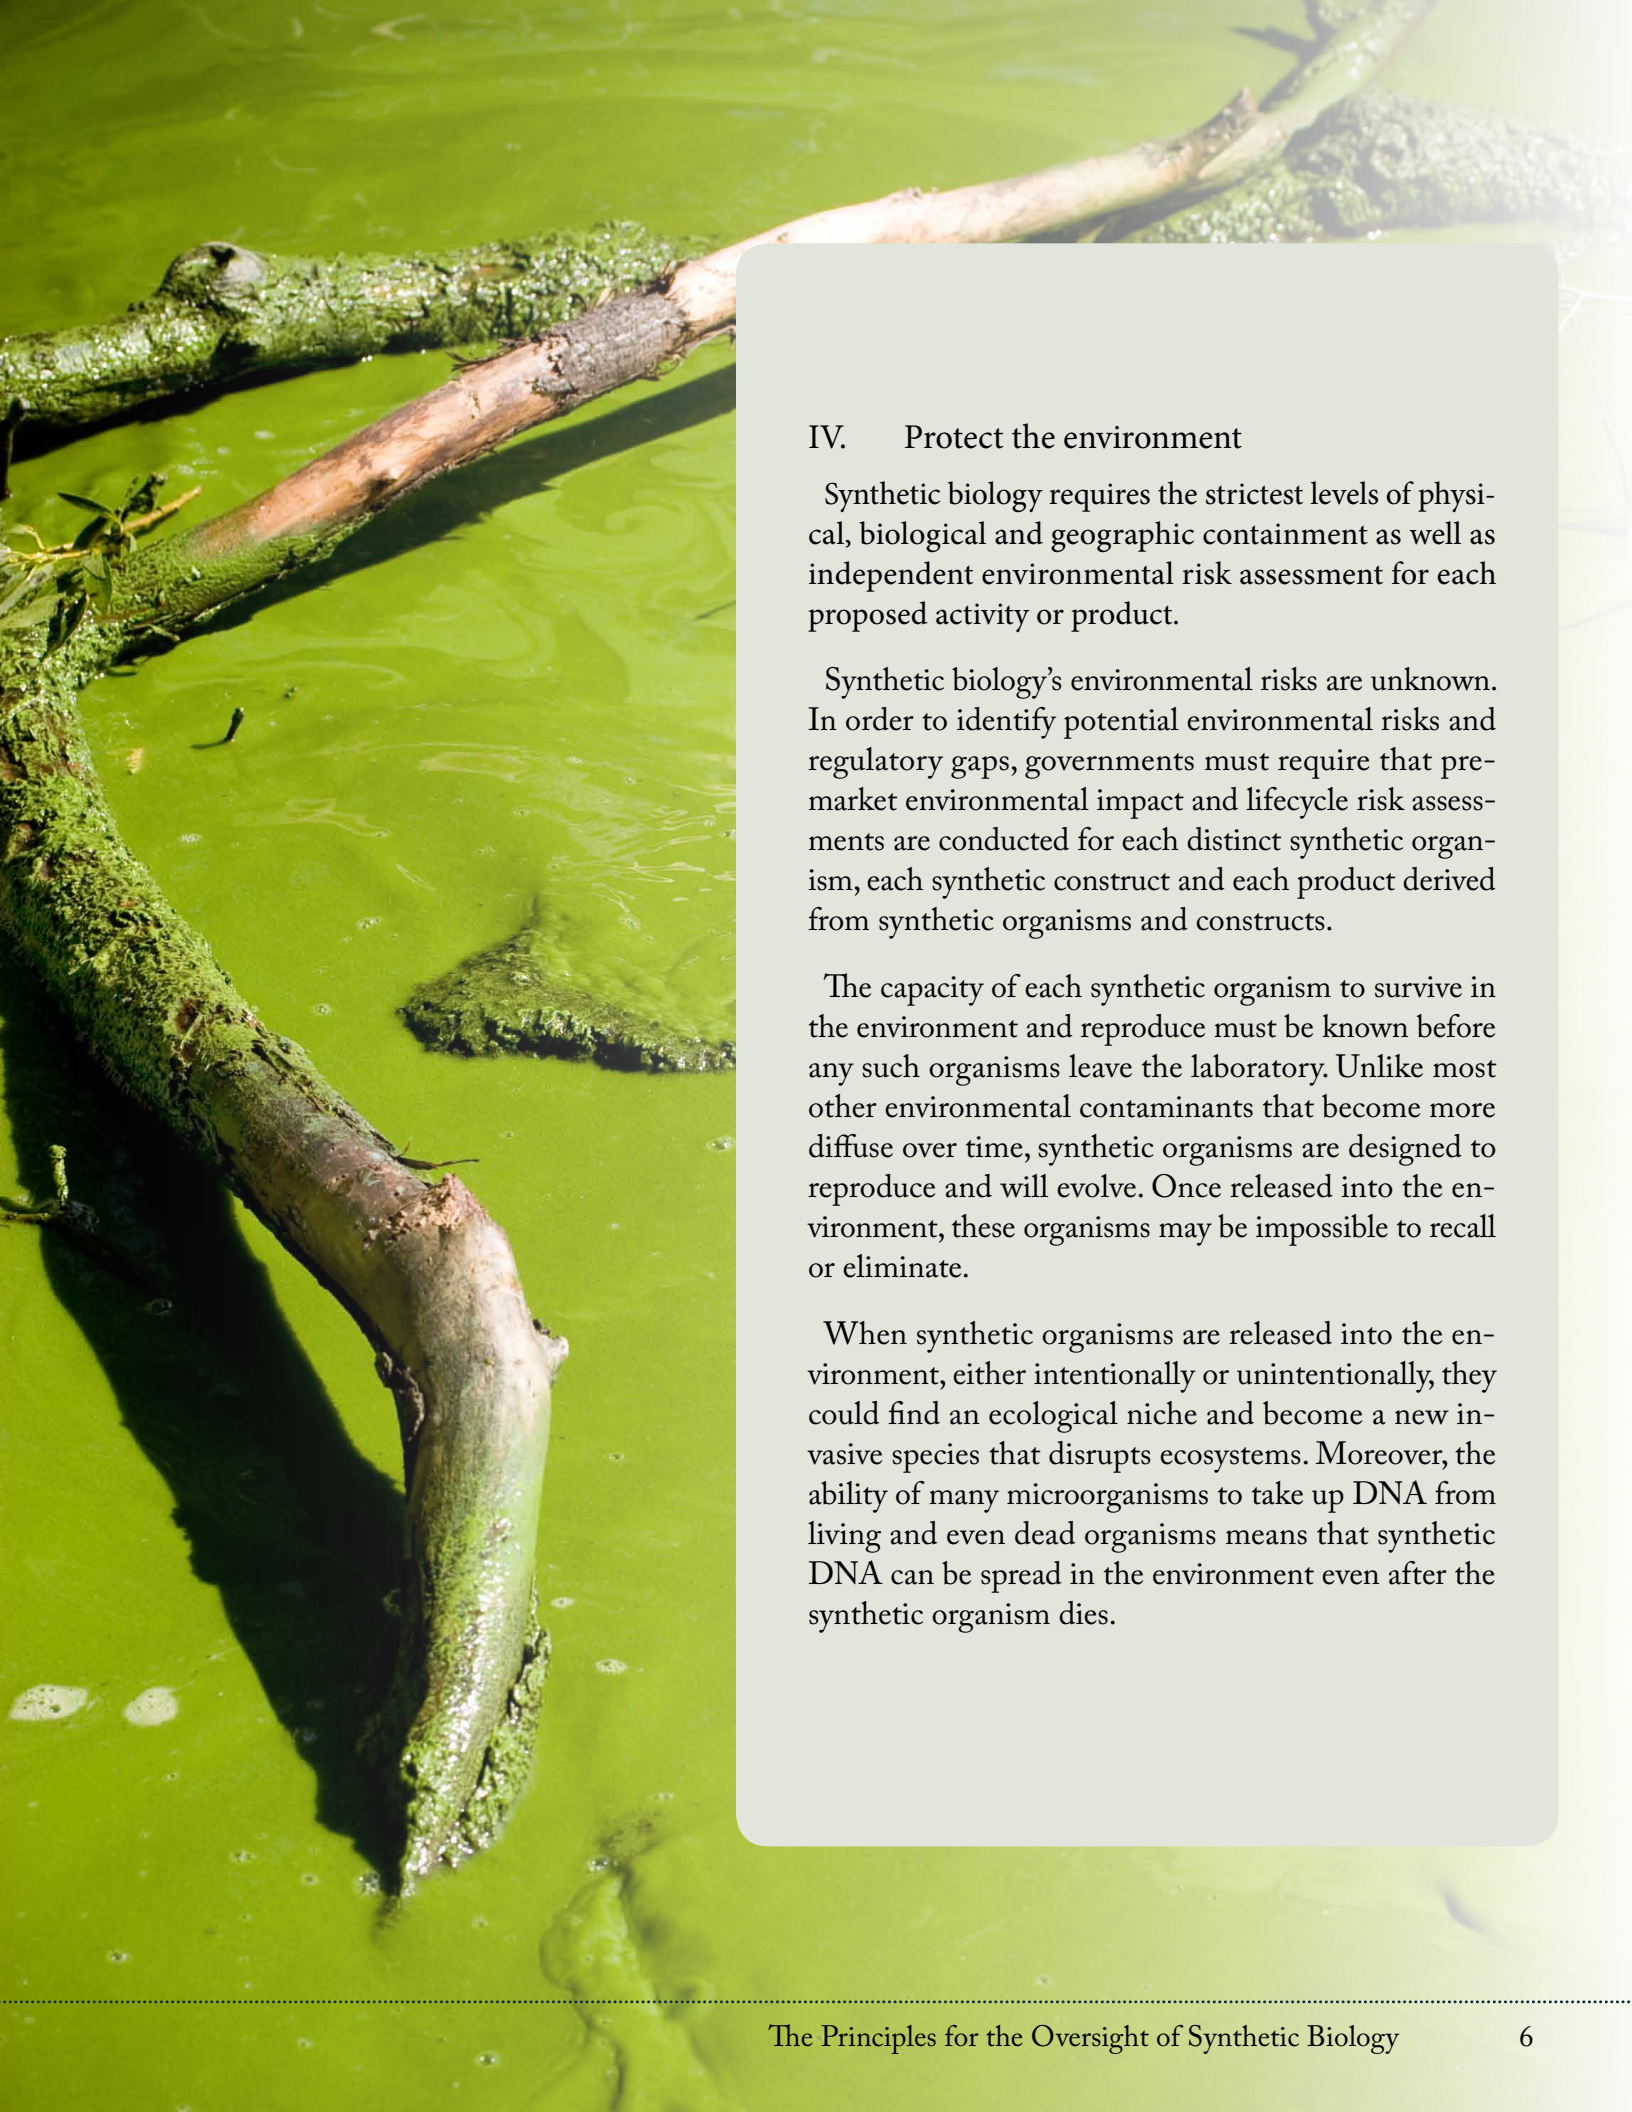 IV. Protect the environment
Synthetic biology requires the strictest levels of physi-
cal, biological and geographic containment as well as
independent environmental risk assessment for each
proposed activity or product.
Synthetic biology’s environmental risks are unknown.
In order to identify potential environmental risks and
regulatory gaps, governments must require that pre-
market environmental impact and lifecycle risk assess-
ments are conducted for each distinct synthetic organ-
ism, each synthetic construct and each product derived
from synthetic organisms and constructs.
The capacity of each synthetic organism to survive in
the environment and reproduce must be known before
any such organisms leave the laboratory. Unlike most
other environmental contaminants that become more
diffuse over time, synthetic organisms are designed to
reproduce and will evolve. Once released into the en-
vironment, these organisms may be impossible to recall
or eliminate.
When synthetic organisms are released into the en-
vironment, either intentionally or unintentionally, they
could find an ecological niche and become a new in-
vasive species that disrupts ecosystems. Moreover, the
ability of many microorganisms to take up DNA from
living and even dead organisms means that synthetic
DNA can be spread in the environment even after the
synthetic organism dies.
The Principles for the Oversight of Synthetic Biology 6